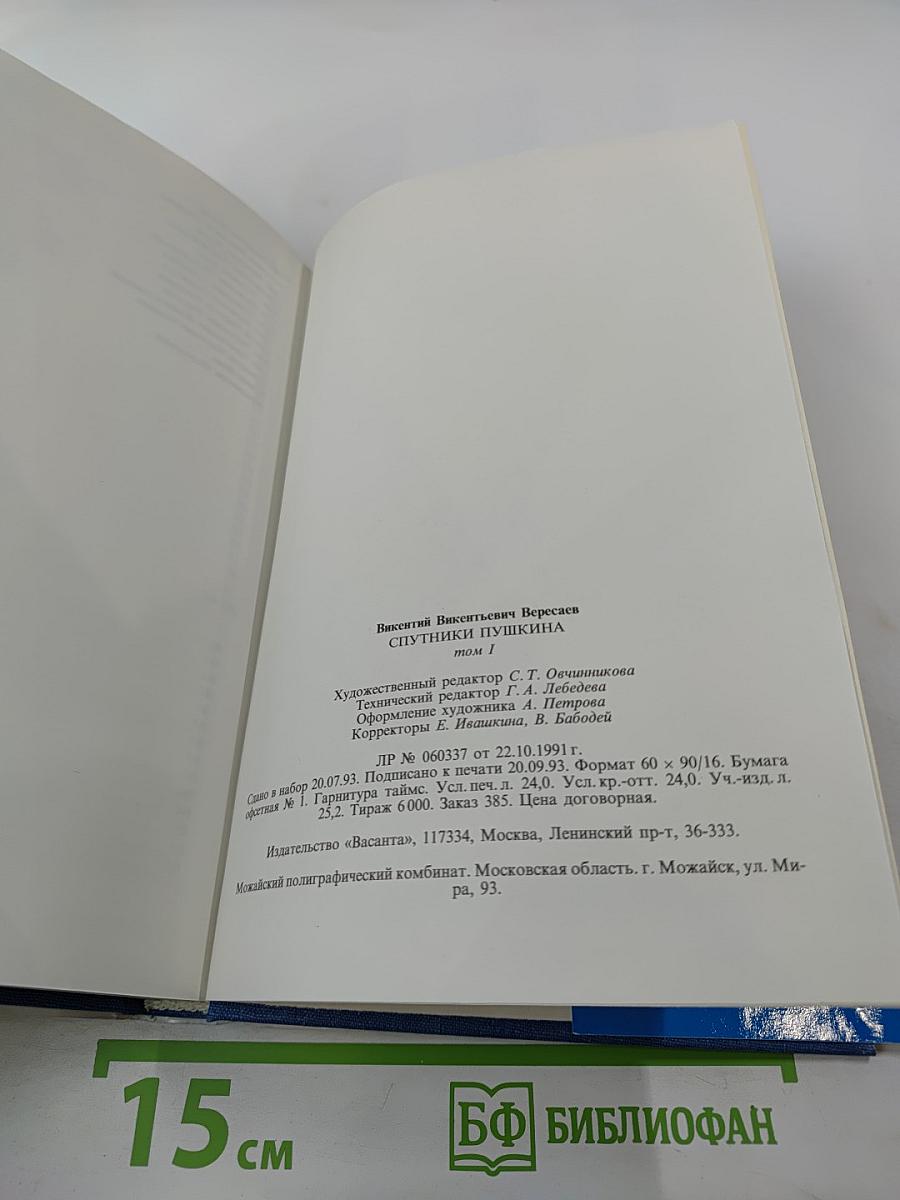 Викентий Викентьевич Вересаев
СПУТНИКИ ПУШКИНА
том I
Художественный редактор С. Т. Овчинникова
Технический редактор Г. А. Лебедева
Оформление художника А. Петрова
Корректоры Е. Ивашкина, В. Бабодей
ЛР № 060337 от 22.10.1991 г.
Сдано в набор 20.07.93. Подписано к печати 20.09.93. Формат 60 × 90/16. Бумага
офсетная № 1. Гарнитура таймс. Усл. печ. л. 24,0. Усл. кр.-отт. 24,0. Уч.-изд. л.
25,2. Тираж 6 000. Заказ 385. Цена договорная.
Издательство «Васанта», 117334, Москва, Ленинский пр-т, 36-333.
Можайский полиграфический комбинат. Московская область. г. Можайск, ул. Ми-
ра, 93.
15 см
БФ БИБЛИОФАН